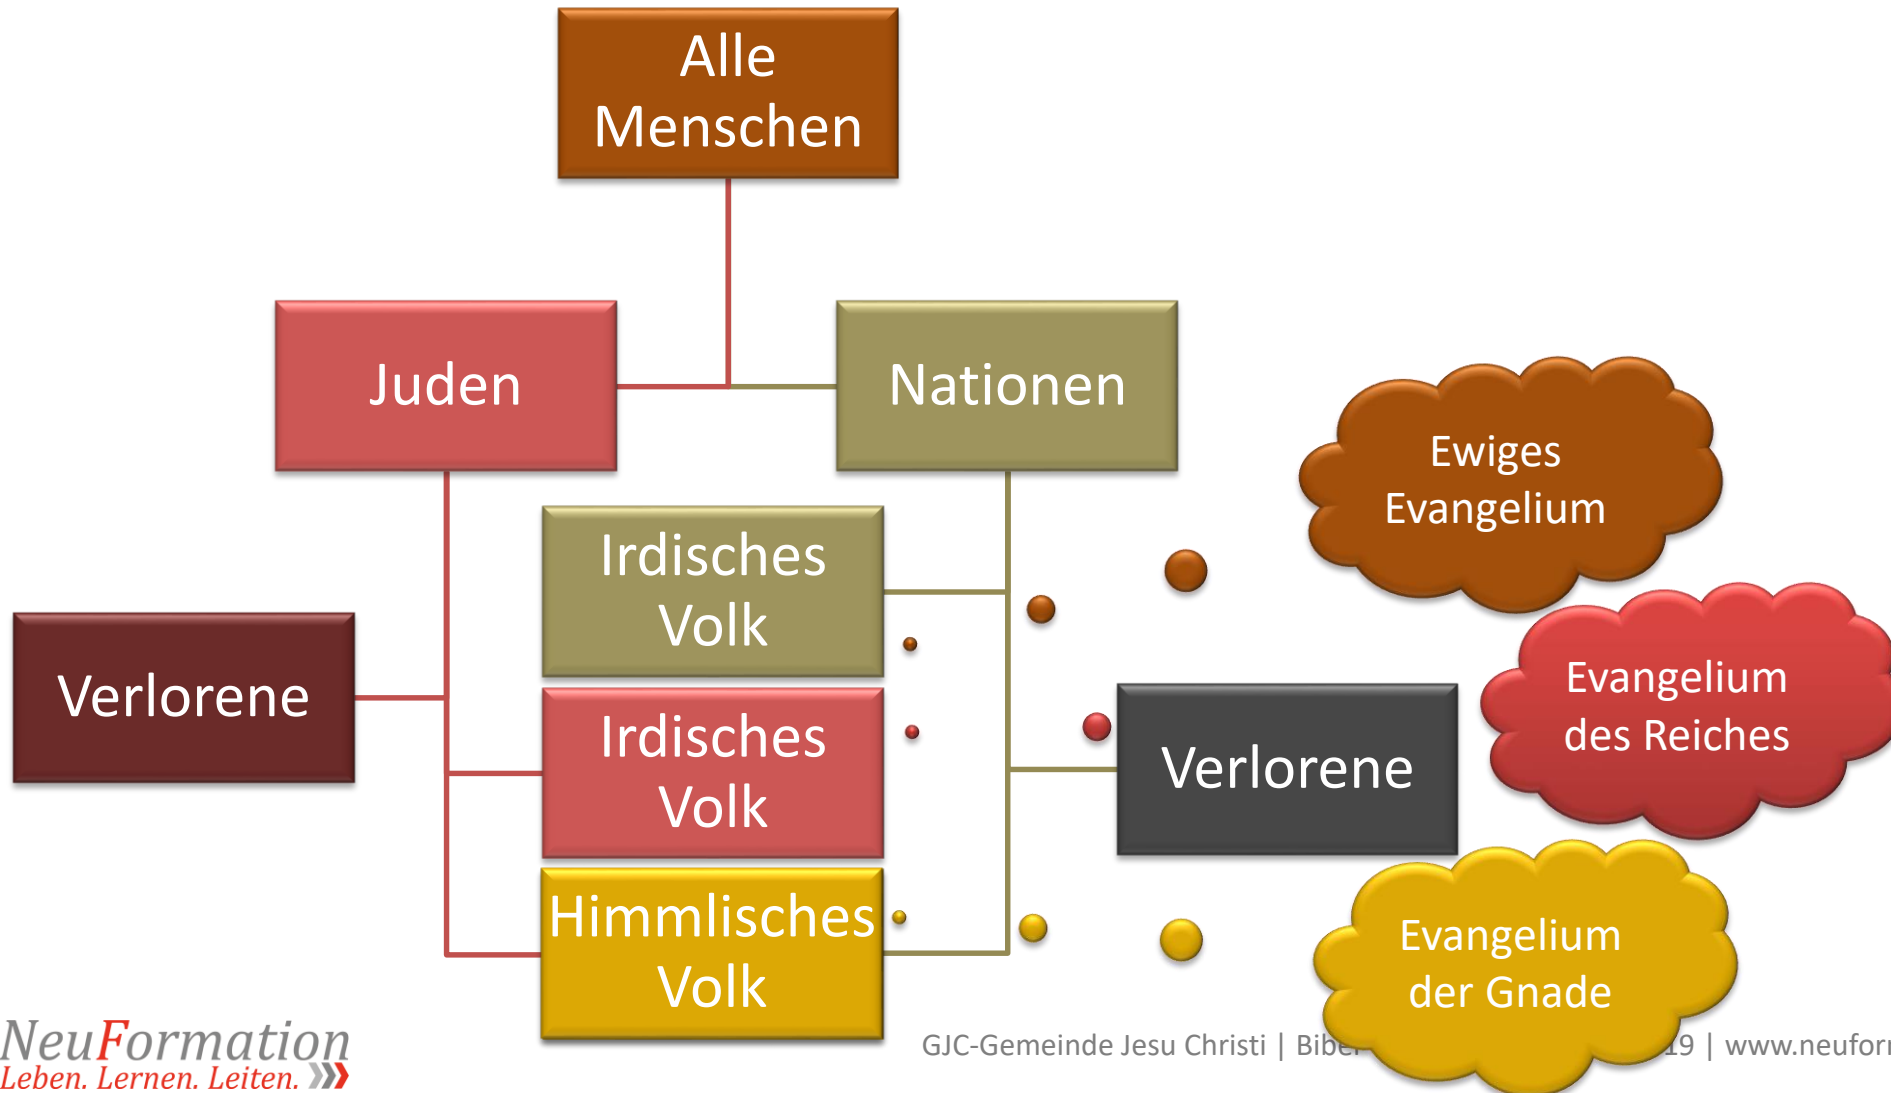 Alle
Menschen
Juden
Nationen
Ewiges
Evangelium
Irdisches
Volk
Verlorene
Irdisches
Volk
Verlorene
Evangelium
des Reiches
Himmlisches
Volk
Evangelium
der Gnade
NeuFormation
Leben. Lernen. Leiten.
GJC-Gemeinde Jesu Christi | 19 | www.neufor